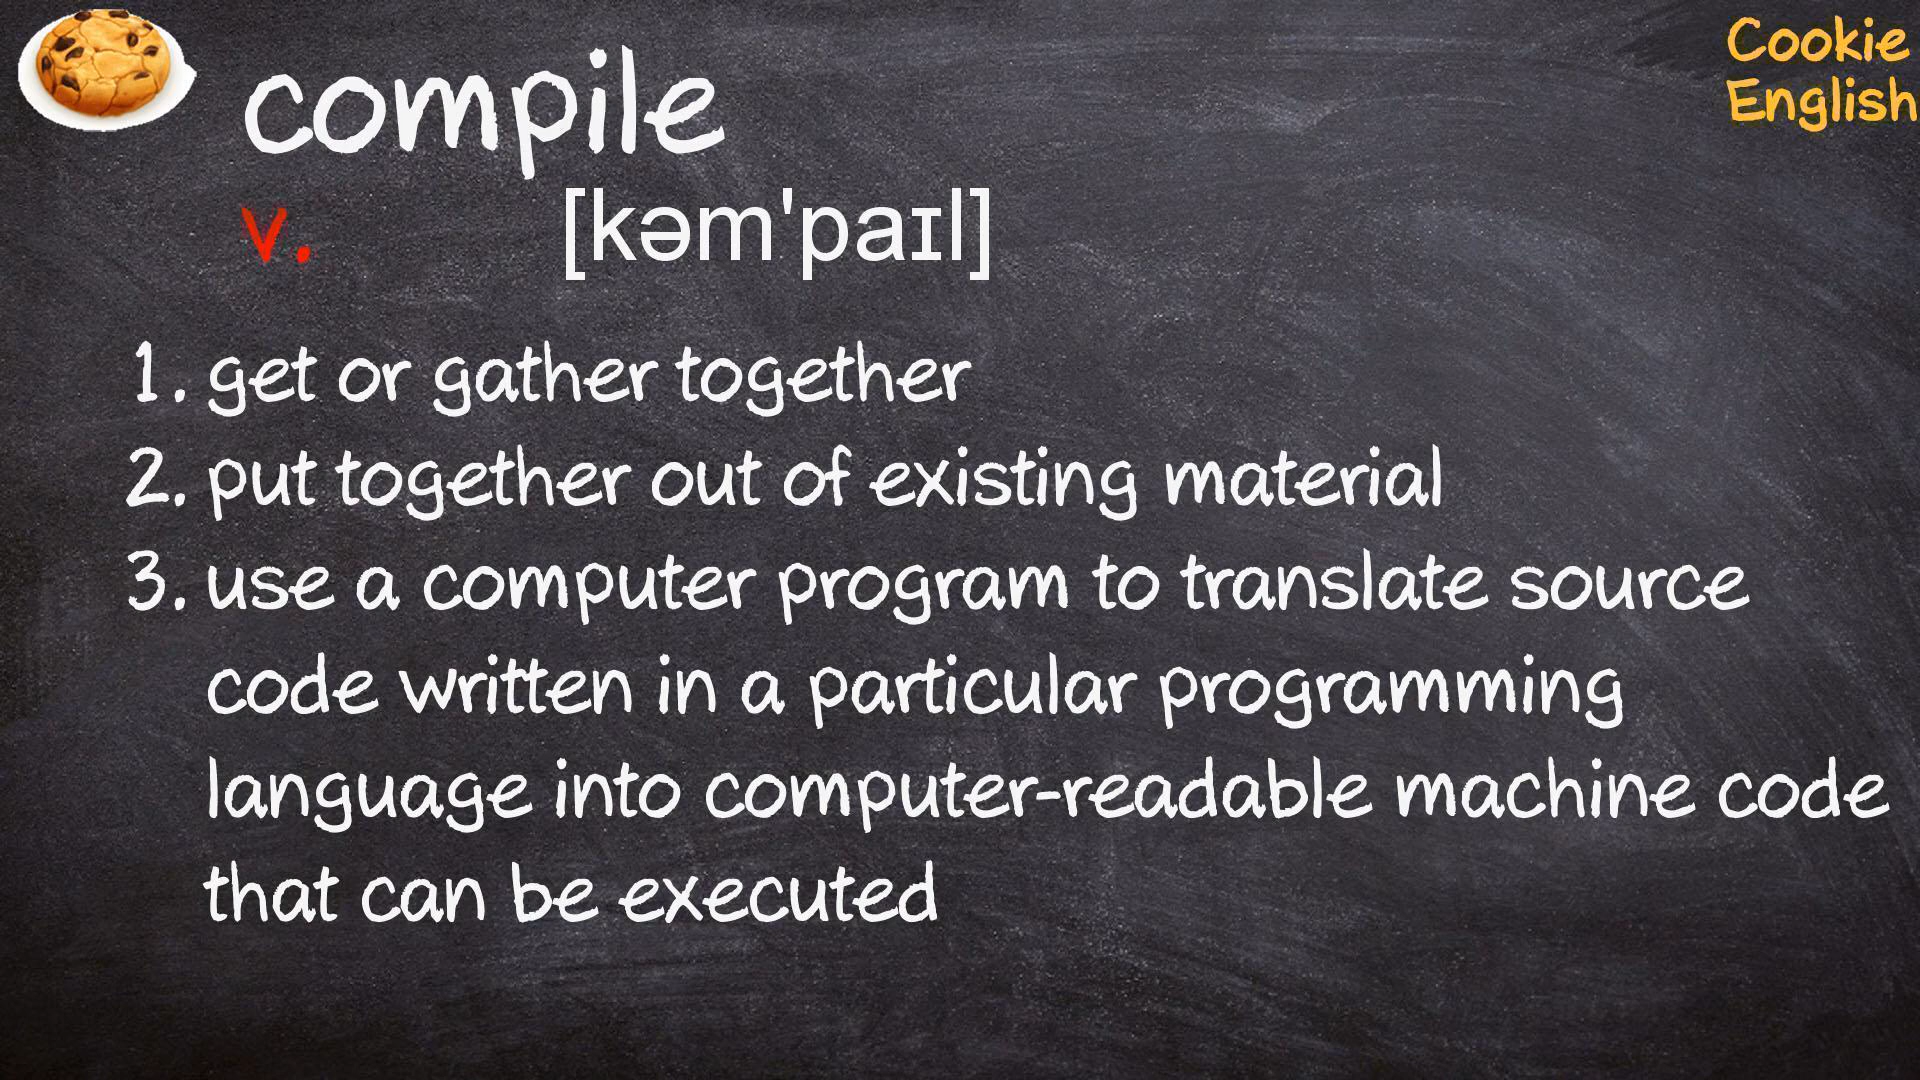 Cookie
English
compile
v. [kəm'paɪl]
1. get or gather together
2. put together out of existing material
3. use a computer program to translate source
code written in a particular programming
language into computer-readable machine code
that can be executed